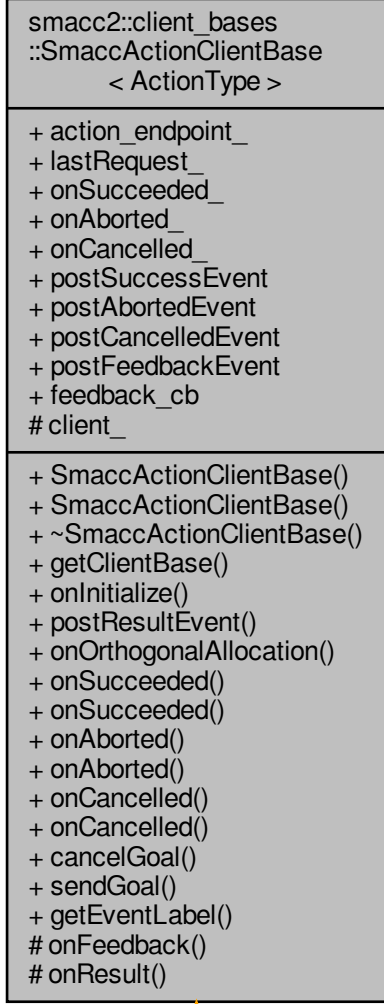 smacc2::client_bases
::SmaccActionClientBase
< ActionType >
+ action_endpoint_
+ lastRequest_
+ onSucceeded_
+ onAborted_
+ onCancelled_
+ postSuccessEvent
+ postAbortedEvent
+ postCancelledEvent
+ postFeedbackEvent
+ feedback_cb
# client_
+ SmaccActionClientBase()
+ SmaccActionClientBase()
+ ~SmaccActionClientBase()
+ getClientBase()
+ onInitialize()
+ postResultEvent()
+ onOrthogonalAllocation()
+ onSucceeded()
+ onSucceeded()
+ onAborted()
+ onAborted()
+ onCancelled()
+ onCancelled()
+ cancelGoal()
+ sendGoal()
+ getEventLabel()
# onFeedback()
# onResult()